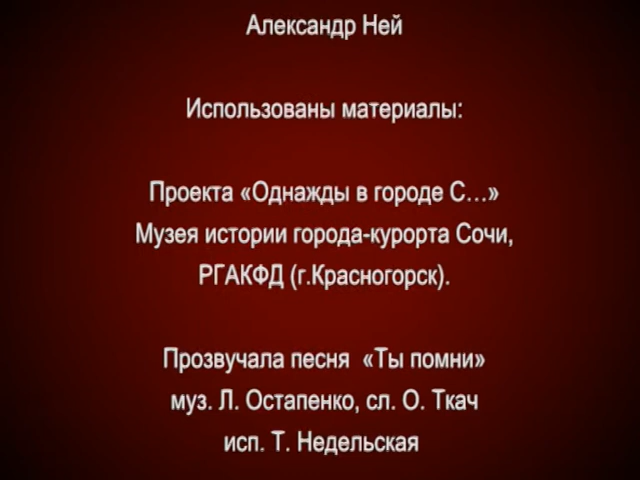 Александр Ней
Использованы материалы:
Проекта «Однажды в городе С…»
Музея истории города-курорта Сочи,
РГАКФД (г.Красногорск).
Прозвучала песня «Ты помни»
муз. Л. Остапенко, сл. О. Ткач
исп. Т. Недельская